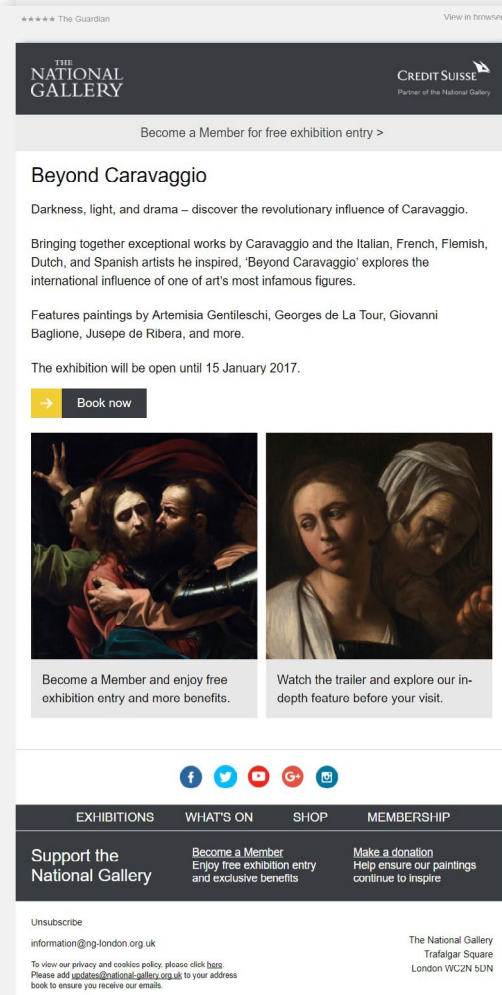 ★★★★★ The Guardian
View in browser
THE
NATIONAL
GALLERY
CREDIT SUISSE
Partner of the National Gallery
Become a Member for free exhibition entry >
Beyond Caravaggio
Darkness, light, and drama – discover the revolutionary influence of Caravaggio.
Bringing together exceptional works by Caravaggio and the Italian, French, Flemish,
Dutch, and Spanish artists he inspired, ‘Beyond Caravaggio’ explores the
international influence of one of art’s most infamous figures.
Features paintings by Artemisia Gentileschi, Georges de La Tour, Giovanni
Baglione, Jusepe de Ribera, and more.
The exhibition will be open until 15 January 2017.
→ Book now
Become a Member and enjoy free
exhibition entry and more benefits.
Watch the trailer and explore our in-
depth feature before your visit.
f
G+
EXHIBITIONS WHAT'S ON SHOP MEMBERSHIP
Support the
National Gallery
Become a Member
Enjoy free exhibition entry
and exclusive benefits
Make a donation
Help ensure our paintings
continue to inspire
Unsubscribe
information@ng-london.org.uk
To view our privacy and cookies policy, please click here.
Please add updates@national-gallery.org.uk to your address
book to ensure you receive our emails.
The National Gallery
Trafalgar Square
London WC2N 5DN